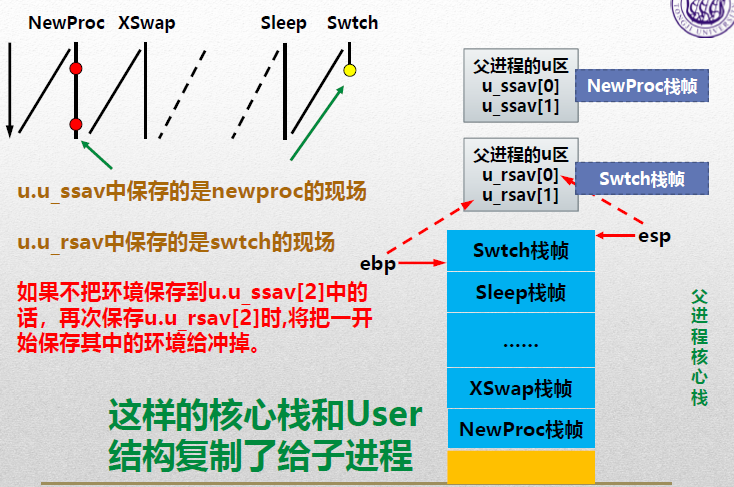 NewProc XSwap Sleep Swtch
父进程的u区
u_ssav[0]
u_ssav[1]
NewProc栈帧
父进程的u区
u_rsav[0]
u_rsav[1]
Swtch栈帧
u.u_ssav中保存的是newproc的现场
u.u_rsav中保存的是swtch的现场
ebp
esp
如果不把环境保存到u.u_ssav[2]中的
话，再次保存u.u_rsav[2]时,将把一开
始保存其中的环境给冲掉。
Swtch栈帧
Sleep栈帧
……
XSwap栈帧
NewProc栈帧
父进程核心栈
这样的核心栈和User
结构复制了给子进程